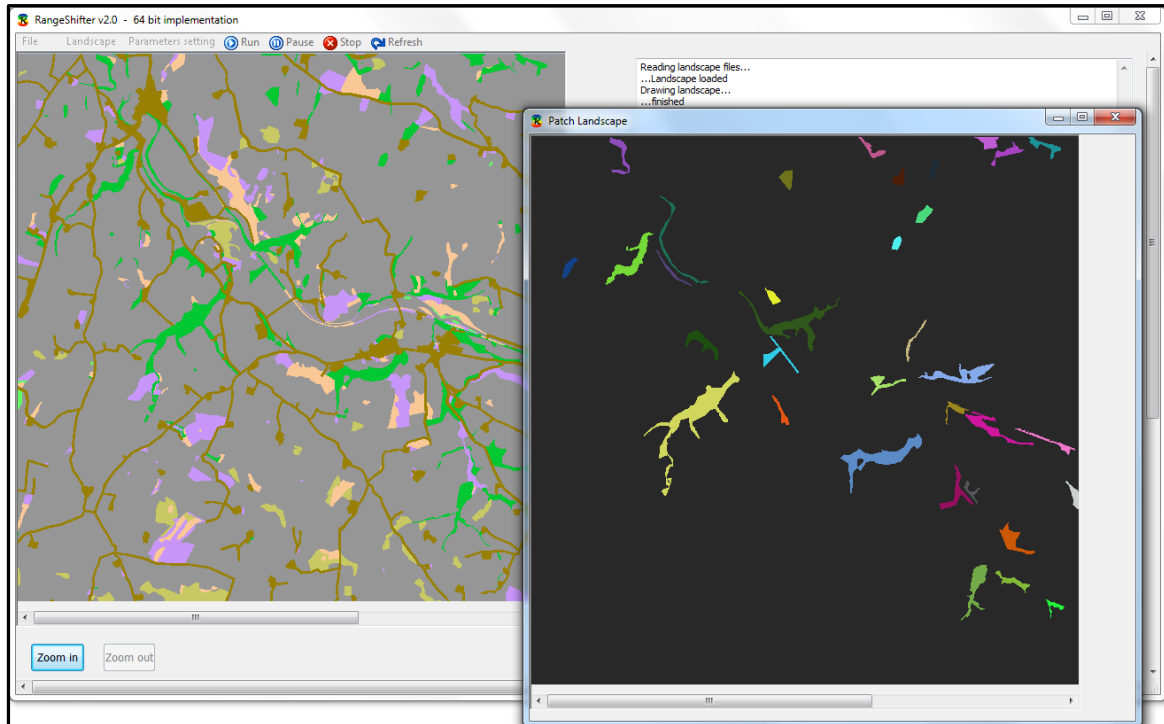 RangeShifter v2.0 - 64 bit implementation
File Landscape Parameters setting Run Pause Stop Refresh
Reading landscape files...
...Landscape loaded
Drawing landscape...
...finished
Patch Landscape
Zoom in Zoom out